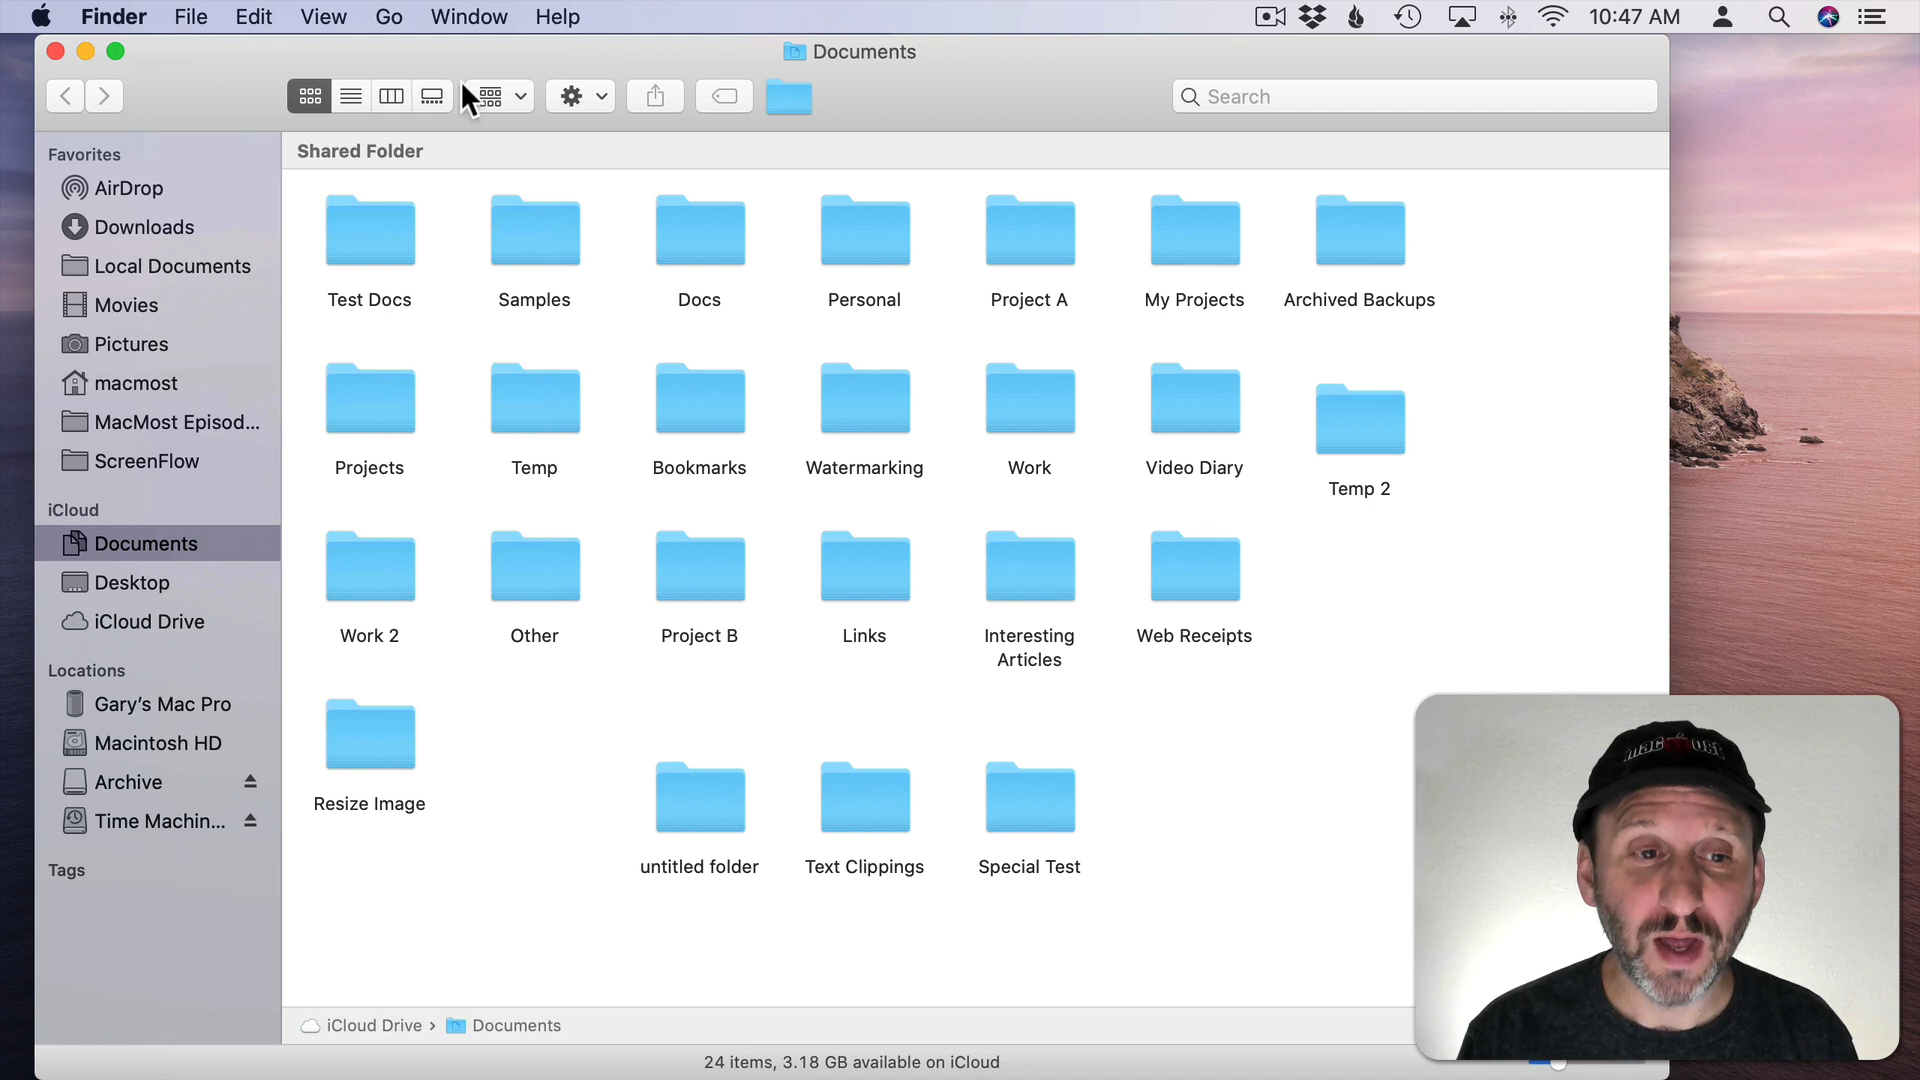 Finder File Edit View Go Window Help
10:47 AM
Documents
Search
Shared Folder
Favorites
AirDrop
Downloads
Local Documents
Movies
Pictures
macmost
MacMost Episod...
ScreenFlow
iCloud
Documents
Desktop
iCloud Drive
Locations
Gary's Mac Pro
Macintosh HD
Archive
Time Machin...
Tags
Test Docs
Samples
Docs
Personal
Project A
My Projects
Archived Backups
Projects
Temp
Bookmarks
Watermarking
Work
Video Diary
Temp 2
Work 2
Other
Project B
Links
Interesting
Articles
Web Receipts
Resize Image
untitled folder
Text Clippings
Special Test
iCloud Drive › Documents
24 items, 3.18 GB available on iCloud